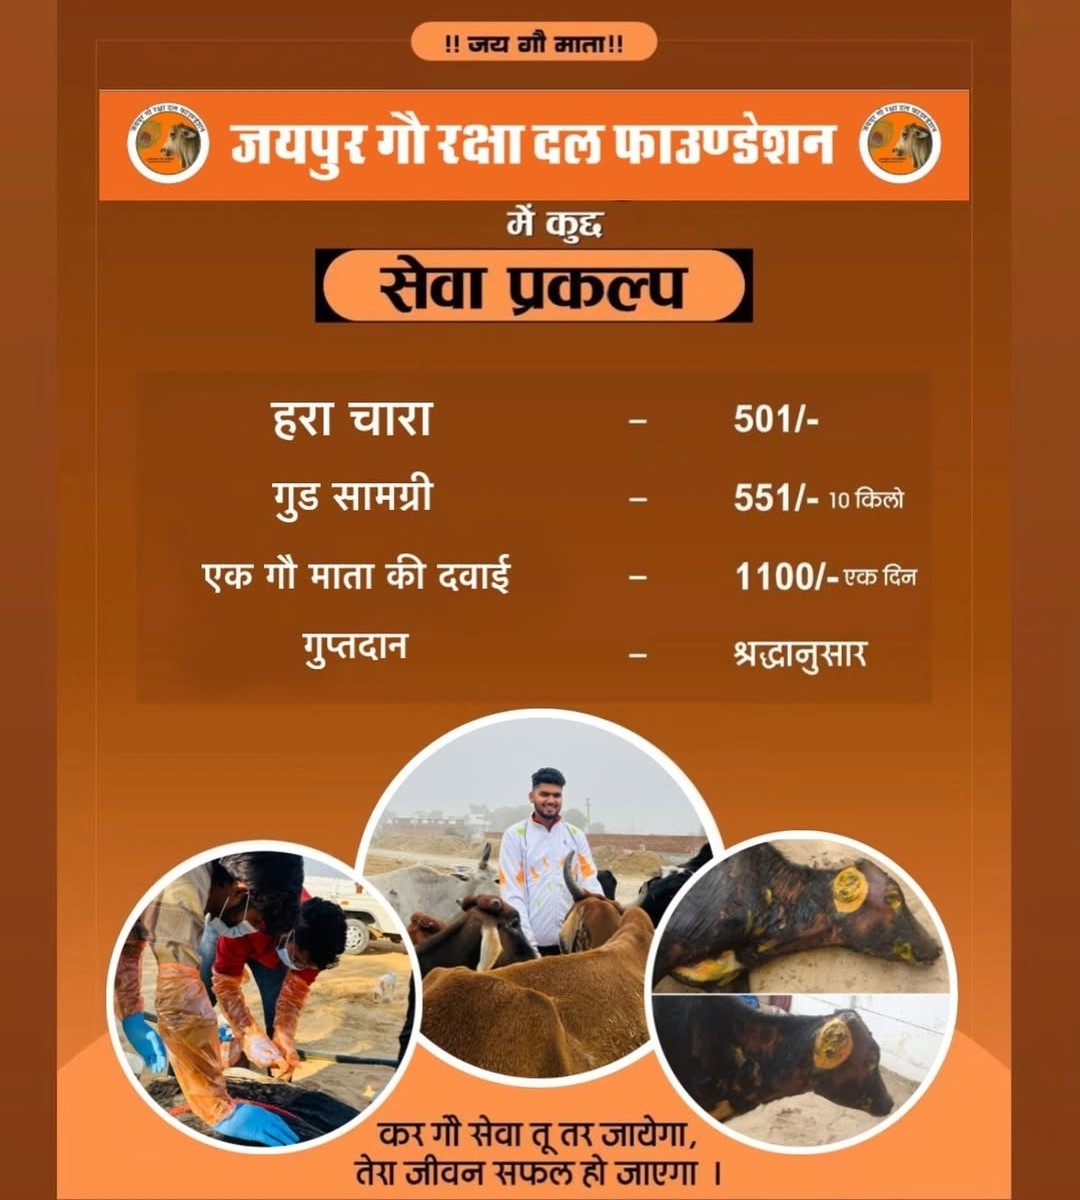 !! जय गौ माता!!
जयपुर गौ रक्षा दल फाउण्डेशन
में कुछ
सेवा प्रकल्प
हरा चारा – 501/-
गुड सामग्री – 551/- 10 किलो
एक गौ माता की दवाई – 1100/- एक दिन
गुप्तदान – श्रद्धानुसार
कर गौ सेवा तू तर जायेगा,
तेरा जीवन सफल हो जाएगा ।